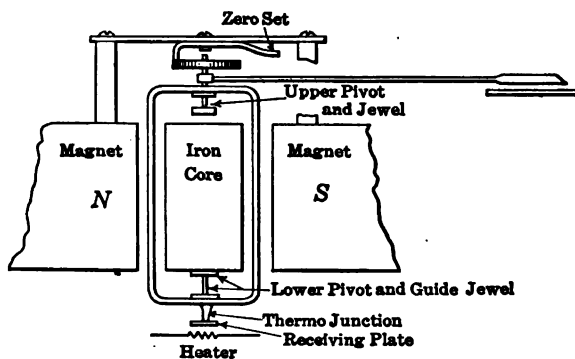 Zero Set
Upper Pivot
and Jewel
Magnet
Iron
Core
Magnet
N
S
Lower Pivot and Guide Jewel
Thermo Junction
Receiving Plate
Heater